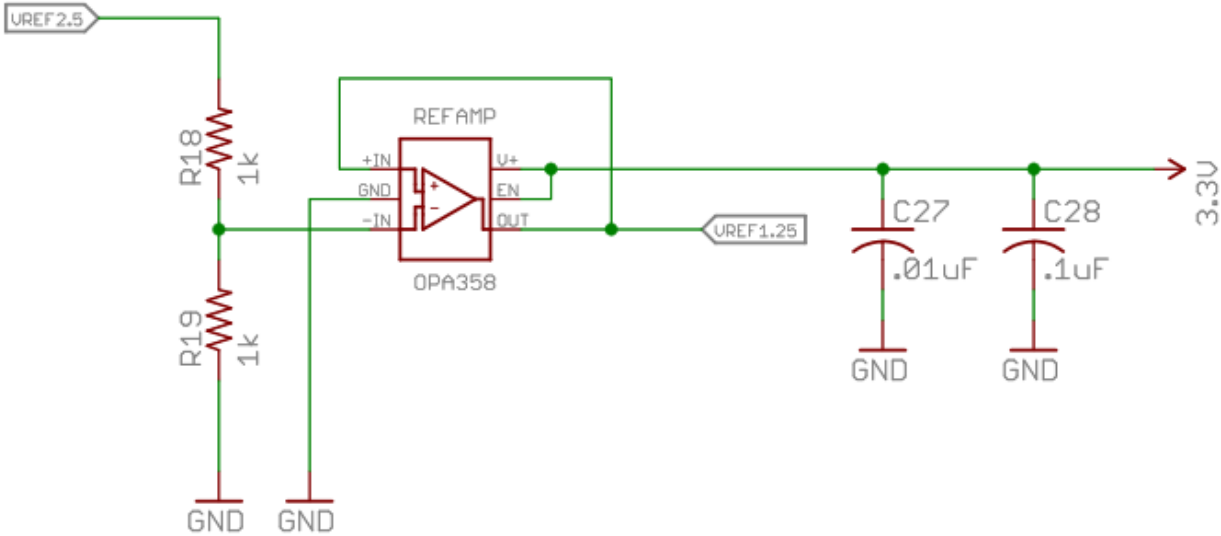 VREF2.5
R18
1k
REFAMP
+IN
V+
GND
EN
-IN
OUT
VREF1.25
OPA358
R19
1k
C27
.01uF
C28
.1uF
3.3V
GND
GND
GND
GND